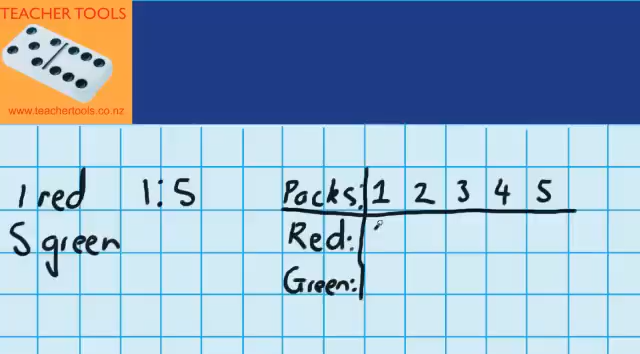 TEACHER TOOLS
www.teachertools.co.nz
1 red 1:5
5 green
Packs: 1 2 3 4 5
Red:
Green: